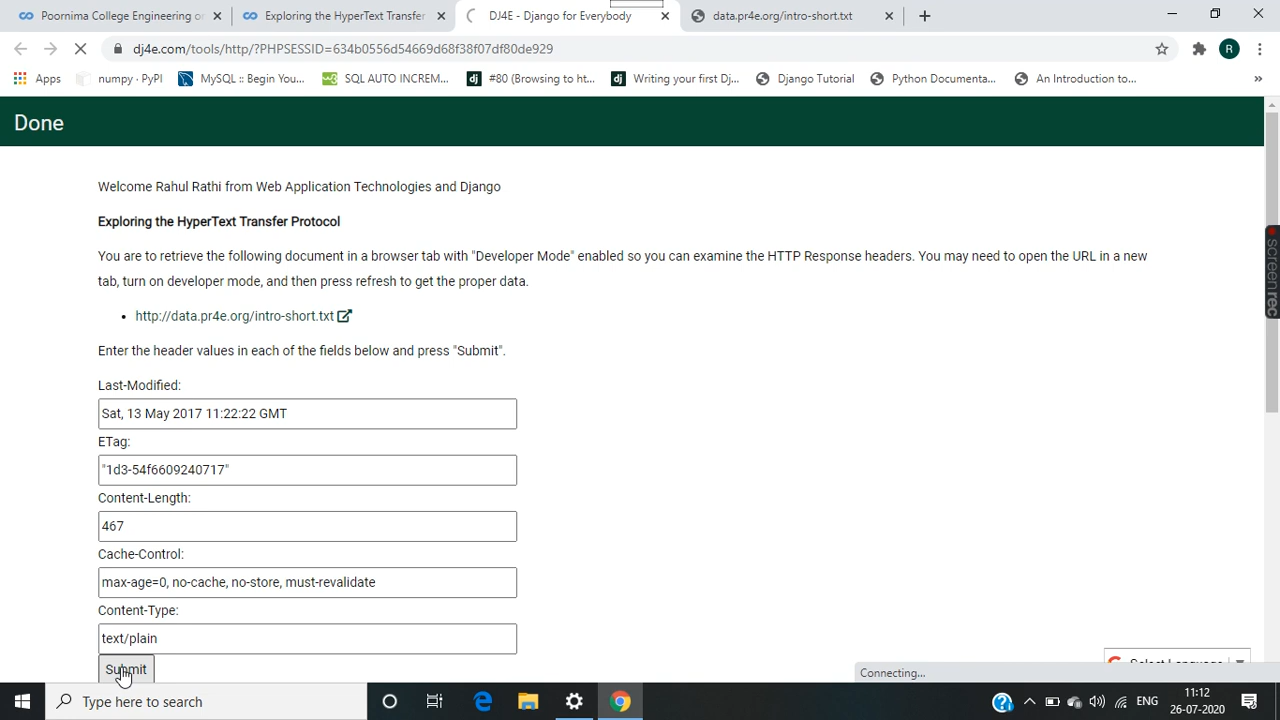 Poornima College Engineering or
Exploring the HyperText Transfer
DJ4E - Django for Everybody
data.pr4e.org/intro-short.txt
dj4e.com/tools/http/?PHPSESSID=634b0556d54669d68f38f07df80de929
R
Apps
numpy · PyPI
MySQL :: Begin You...
SQL AUTO INCREM...
dj #80 (Browsing to ht...
dj Writing your first Dj...
Django Tutorial
Python Documenta...
An Introduction to...
»
Done
Welcome Rahul Rathi from Web Application Technologies and Django
Exploring the HyperText Transfer Protocol
You are to retrieve the following document in a browser tab with "Developer Mode" enabled so you can examine the HTTP Response headers. You may need to open the URL in a new
tab, turn on developer mode, and then press refresh to get the proper data.
• http://data.pr4e.org/intro-short.txt
Enter the header values in each of the fields below and press "Submit".
Last-Modified:
Sat, 13 May 2017 11:22:22 GMT
ETag:
"1d3-54f6609240717"
Content-Length:
467
Cache-Control:
max-age=0, no-cache, no-store, must-revalidate
Content-Type:
text/plain
Submit
Select Language
Connecting...
screenrec
Type here to search
ENG
11:12
26-07-2020